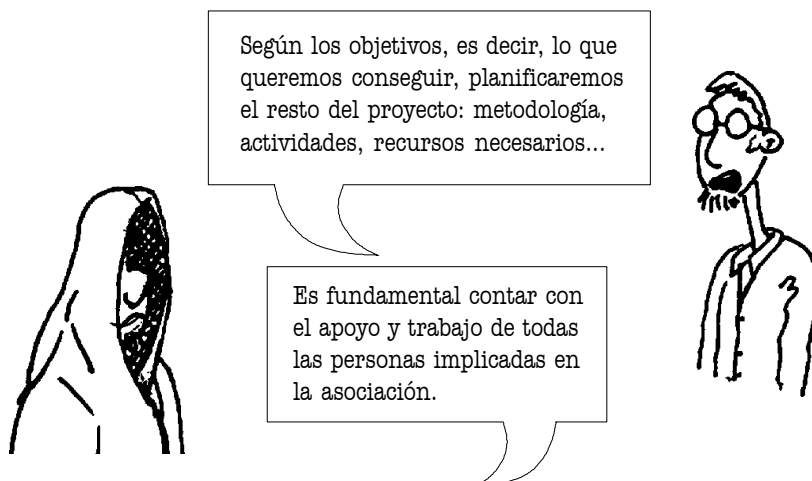 Según los objetivos, es decir, lo que
queremos conseguir, planificaremos
el resto del proyecto: metodología,
actividades, recursos necesarios...
Es fundamental contar con
el apoyo y trabajo de todas
las personas implicadas en
la asociación.